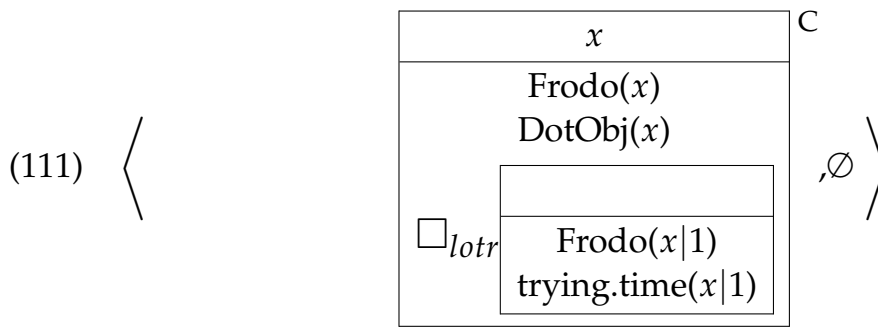 x C
Frodo(x)
DotObj(x)
(111) ⟨ ,∅ ⟩
□lotr Frodo(x|1)
trying.time(x|1)